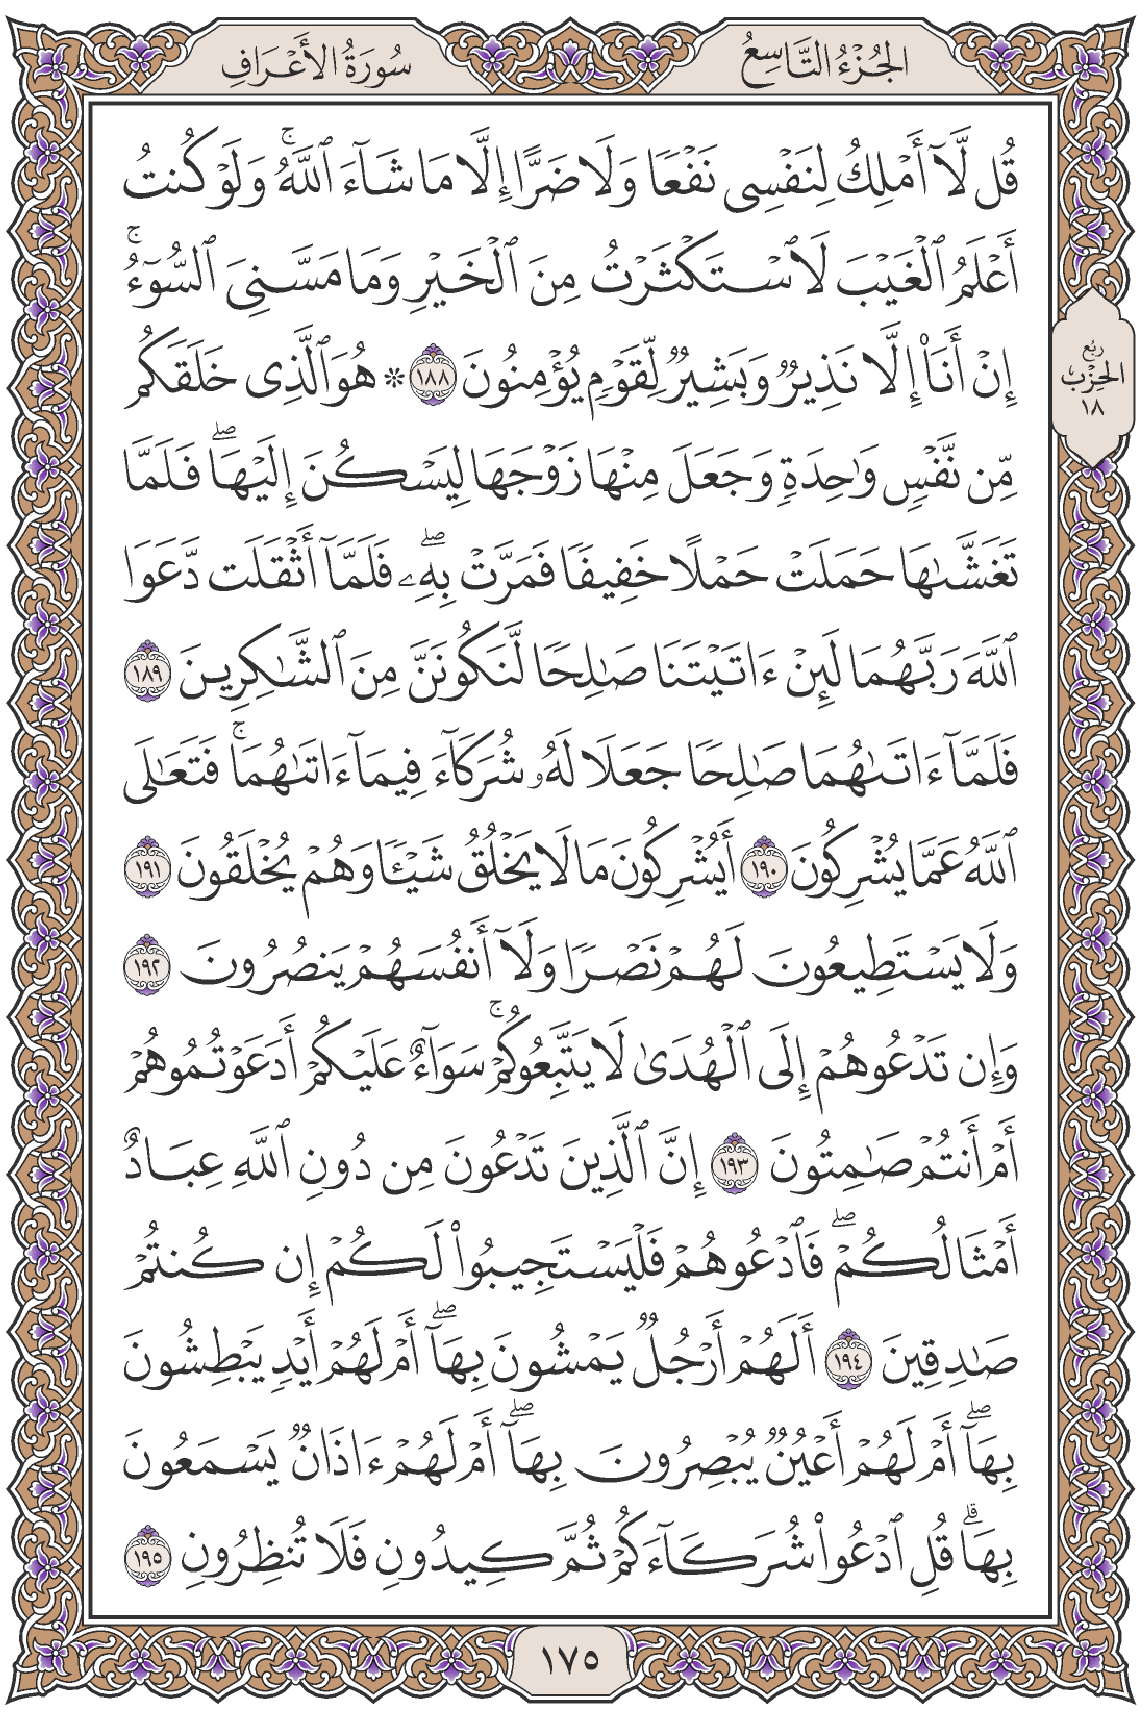 الجُزْءُ التَّاسِعُ
سُورَةُ الأَعْرَافِ
قُل لَّآ أَمْلِكُ لِنَفْسِى نَفْعًا وَلَا ضَرًّا إِلَّا مَا شَآءَ ٱللَّهُۚ وَلَوْ كُنتُ
أَعْلَمُ ٱلْغَيْبَ لَٱسْتَكْثَرْتُ مِنَ ٱلْخَيْرِ وَمَا مَسَّنِىَ ٱلسُّوٓءُۚ
إِنْ أَنَا۠ إِلَّا نَذِيرٌ وَبَشِيرٌ لِّقَوْمٍ يُؤْمِنُونَ ١٨٨ ۞ هُوَ ٱلَّذِى خَلَقَكُم
مِّن نَّفْسٍ وَٰحِدَةٍ وَجَعَلَ مِنْهَا زَوْجَهَا لِيَسْكُنَ إِلَيْهَاۖ فَلَمَّا
تَغَشَّىٰهَا حَمَلَتْ حَمْلًا خَفِيفًا فَمَرَّتْ بِهِۦۖ فَلَمَّآ أَثْقَلَت دَّعَوَا
ٱللَّهَ رَبَّهُمَا لَئِنْ ءَاتَيْتَنَا صَٰلِحًا لَّنَكُونَنَّ مِنَ ٱلشَّٰكِرِينَ ١٨٩
فَلَمَّآ ءَاتَىٰهُمَا صَٰلِحًا جَعَلَا لَهُۥ شُرَكَآءَ فِيمَآ ءَاتَىٰهُمَاۚ فَتَعَٰلَى
ٱللَّهُ عَمَّا يُشْرِكُونَ ١٩٠ أَيُشْرِكُونَ مَا لَا يَخْلُقُ شَيْـًٔا وَهُمْ يُخْلَقُونَ ١٩١
وَلَا يَسْتَطِيعُونَ لَهُمْ نَصْرًا وَلَآ أَنفُسَهُمْ يَنصُرُونَ ١٩٢
وَإِن تَدْعُوهُمْ إِلَى ٱلْهُدَىٰ لَا يَتَّبِعُوكُمْۚ سَوَآءٌ عَلَيْكُمْ أَدَعَوْتُمُوهُمْ
أَمْ أَنتُمْ صَٰمِتُونَ ١٩٣ إِنَّ ٱلَّذِينَ تَدْعُونَ مِن دُونِ ٱللَّهِ عِبَادٌ
أَمْثَالُكُمْۖ فَٱدْعُوهُمْ فَلْيَسْتَجِيبُوا۟ لَكُمْ إِن كُنتُمْ
صَٰدِقِينَ ١٩٤ أَلَهُمْ أَرْجُلٌ يَمْشُونَ بِهَآۖ أَمْ لَهُمْ أَيْدٍ يَبْطِشُونَ
بِهَآۖ أَمْ لَهُمْ أَعْيُنٌ يُبْصِرُونَ بِهَآۖ أَمْ لَهُمْ ءَاذَانٌ يَسْمَعُونَ
بِهَاۗ قُلِ ٱدْعُوا۟ شُرَكَآءَكُمْ ثُمَّ كِيدُونِ فَلَا تُنظِرُونِ ١٩٥
رُبْع
الحِزْب
١٨
١٧٥